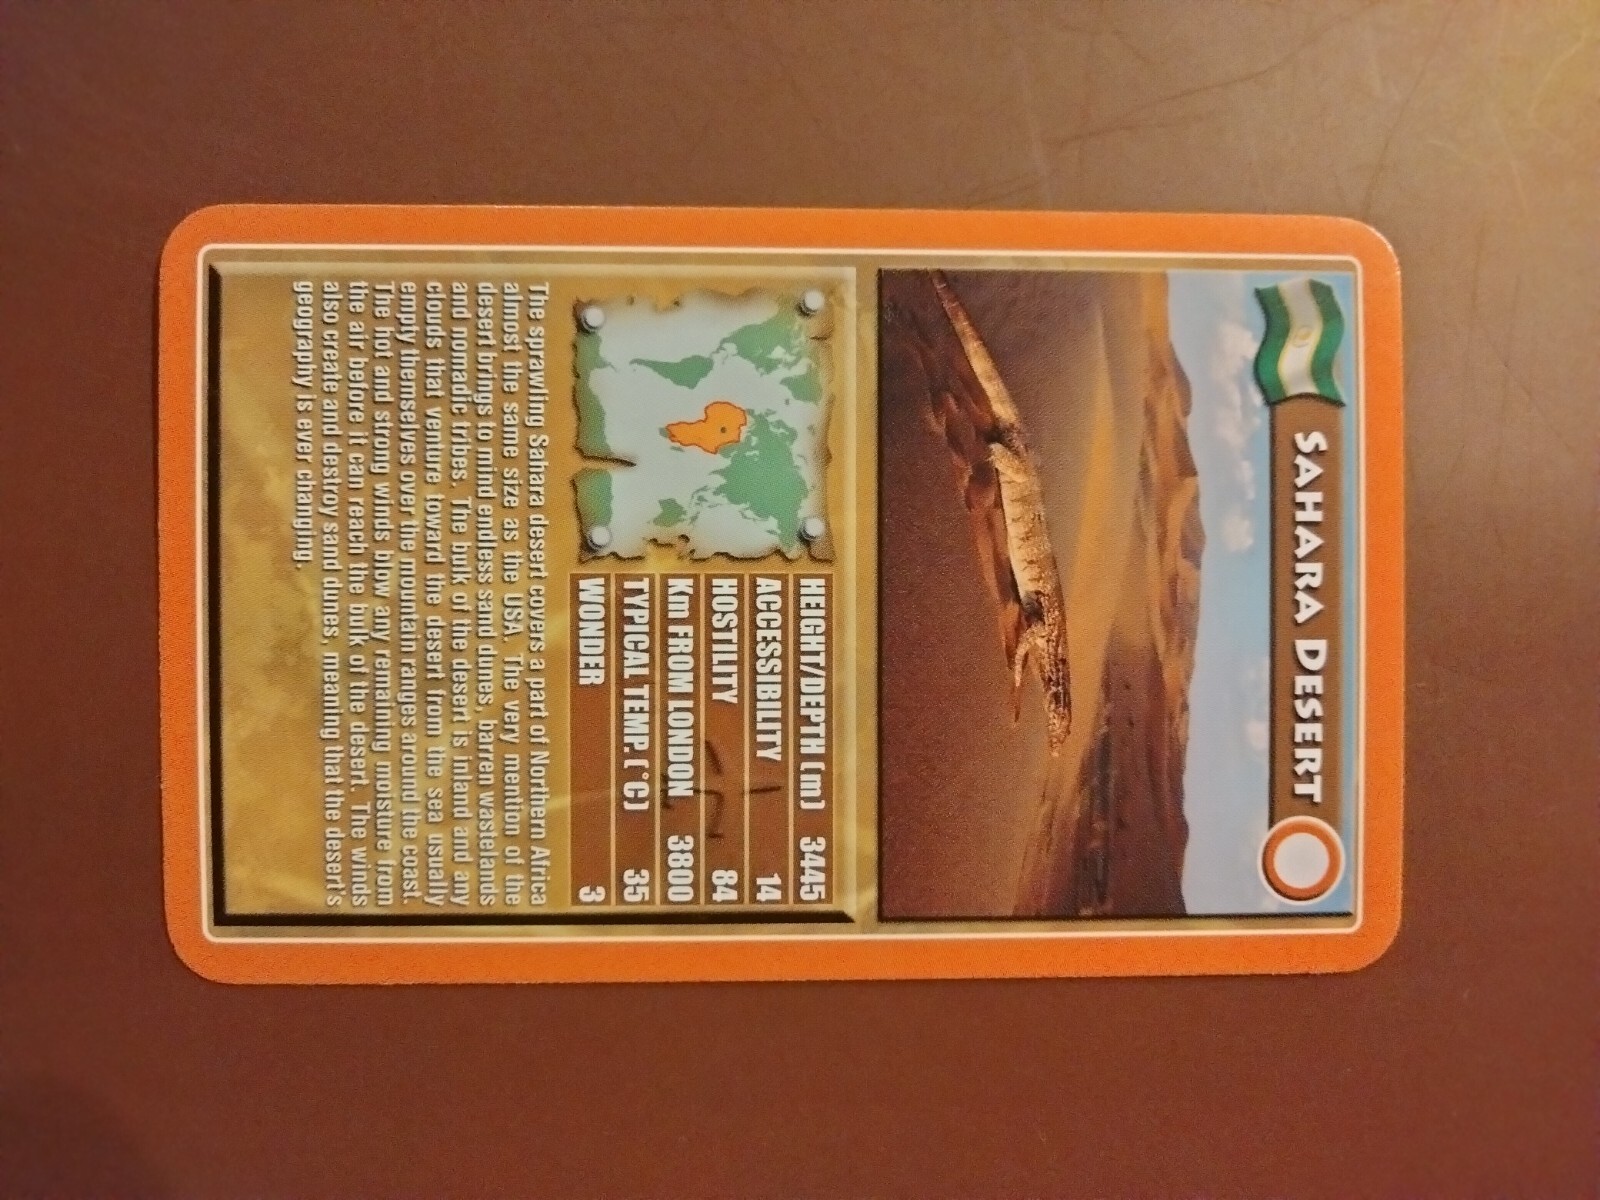 SAHARA DESERT
HEIGHT/DEPTH (m) 3445
ACCESSIBILITY 14
HOSTILITY 84
Km FROM LONDON 3800
TYPICAL TEMP. (°C) 35
WONDER 3
The sprawling Sahara desert covers a part of Northern Africa
almost the same size as the USA. The very mention of the
desert brings to mind endless sand dunes, barren wastelands
and nomadic tribes. The bulk of the desert is inland and any
clouds that venture toward the desert from the sea usually
empty themselves over the mountain ranges around the coast.
The hot and strong winds blow any remaining moisture from
the air before it can reach the bulk of the desert. The winds
also create and destroy sand dunes, meaning that the desert's
geography is ever changing.